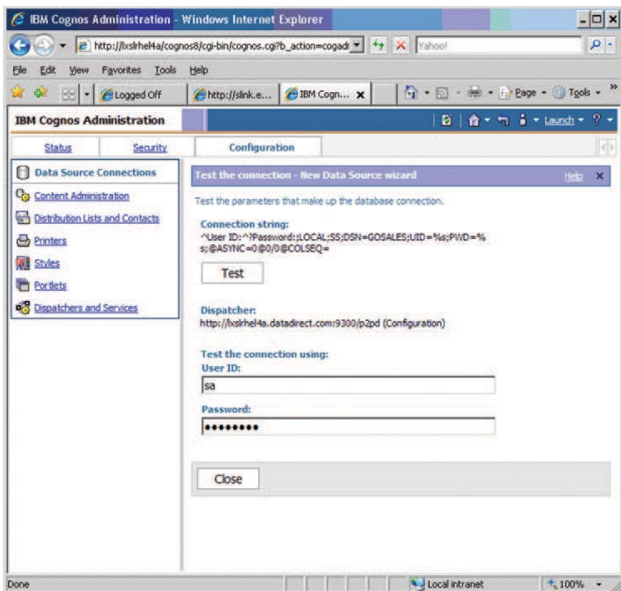 IBM Cognos Administration - Windows Internet Explorer
http://lxslrhel4a/cognos8/cgi-bin/cognos.cgi?b_action=cogadr
Yahoo!
File Edit View Favorites Tools Help
Logged Off
http://slink.e...
IBM Cogn...
Page
Tools
IBM Cognos Administration
Launch
Status
Security
Configuration
Data Source Connections
Content Administration
Distribution Lists and Contacts
Printers
Styles
Portlets
Dispatchers and Services
Test the connection - New Data Source wizard
Help
Test the parameters that make up the database connection.
Connection string:
^User ID:^?Password:;LOCAL;SS;DSN=GOSALES;UID=%s;PWD=%
s;@ASYNC=0@0/0@COLSEQ=
Test
Dispatcher:
http://lxslrhel4a.datadirect.com:9300/p2pd (Configuration)
Test the connection using:
User ID:
sa
Password:
••••••••
Close
Done
Local intranet
100%